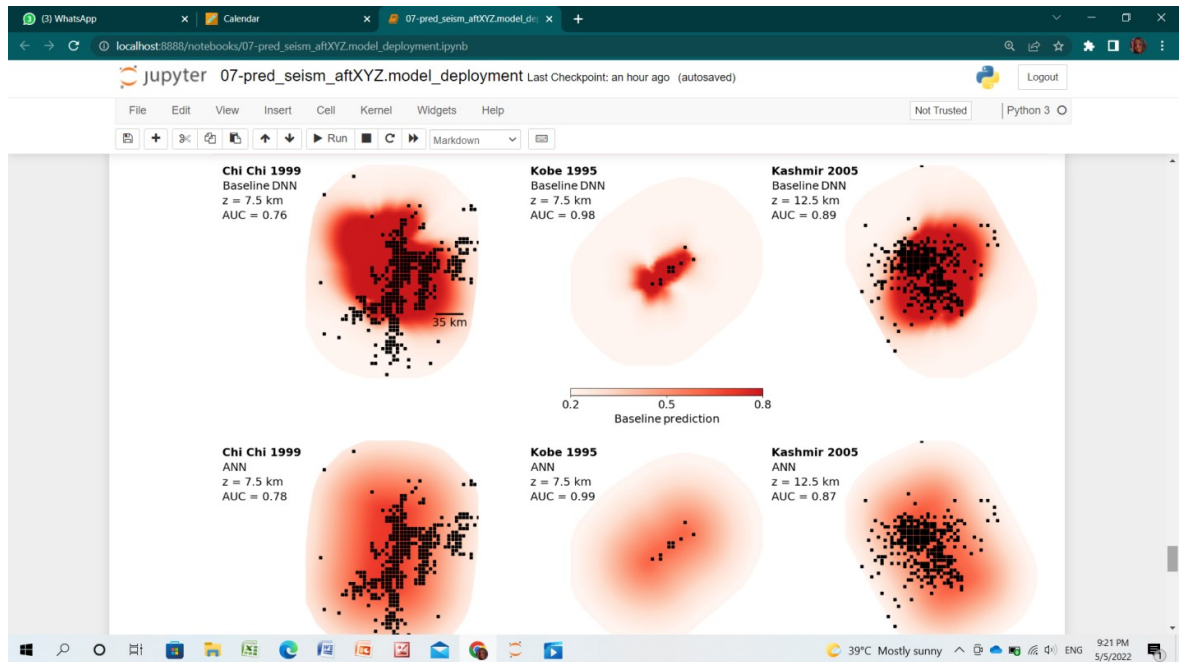 (3) WhatsApp
Calendar
07-pred_seism_aftXYZ.model_de
localhost:8888/notebooks/07-pred_seism_aftXYZ.model_deployment.ipynb
jupyter 07-pred_seism_aftXYZ.model_deployment Last Checkpoint: an hour ago (autosaved)
Logout
File Edit View Insert Cell Kernel Widgets Help
Not Trusted
Python 3
Run
Markdown
Chi Chi 1999
Baseline DNN
z = 7.5 km
AUC = 0.76
35 km
Kobe 1995
Baseline DNN
z = 7.5 km
AUC = 0.98
Kashmir 2005
Baseline DNN
z = 12.5 km
AUC = 0.89
0.2 0.5 0.8
Baseline prediction
Chi Chi 1999
ANN
z = 7.5 km
AUC = 0.78
Kobe 1995
ANN
z = 7.5 km
AUC = 0.99
Kashmir 2005
ANN
z = 12.5 km
AUC = 0.87
39°C Mostly sunny
ENG
9:21 PM
5/5/2022